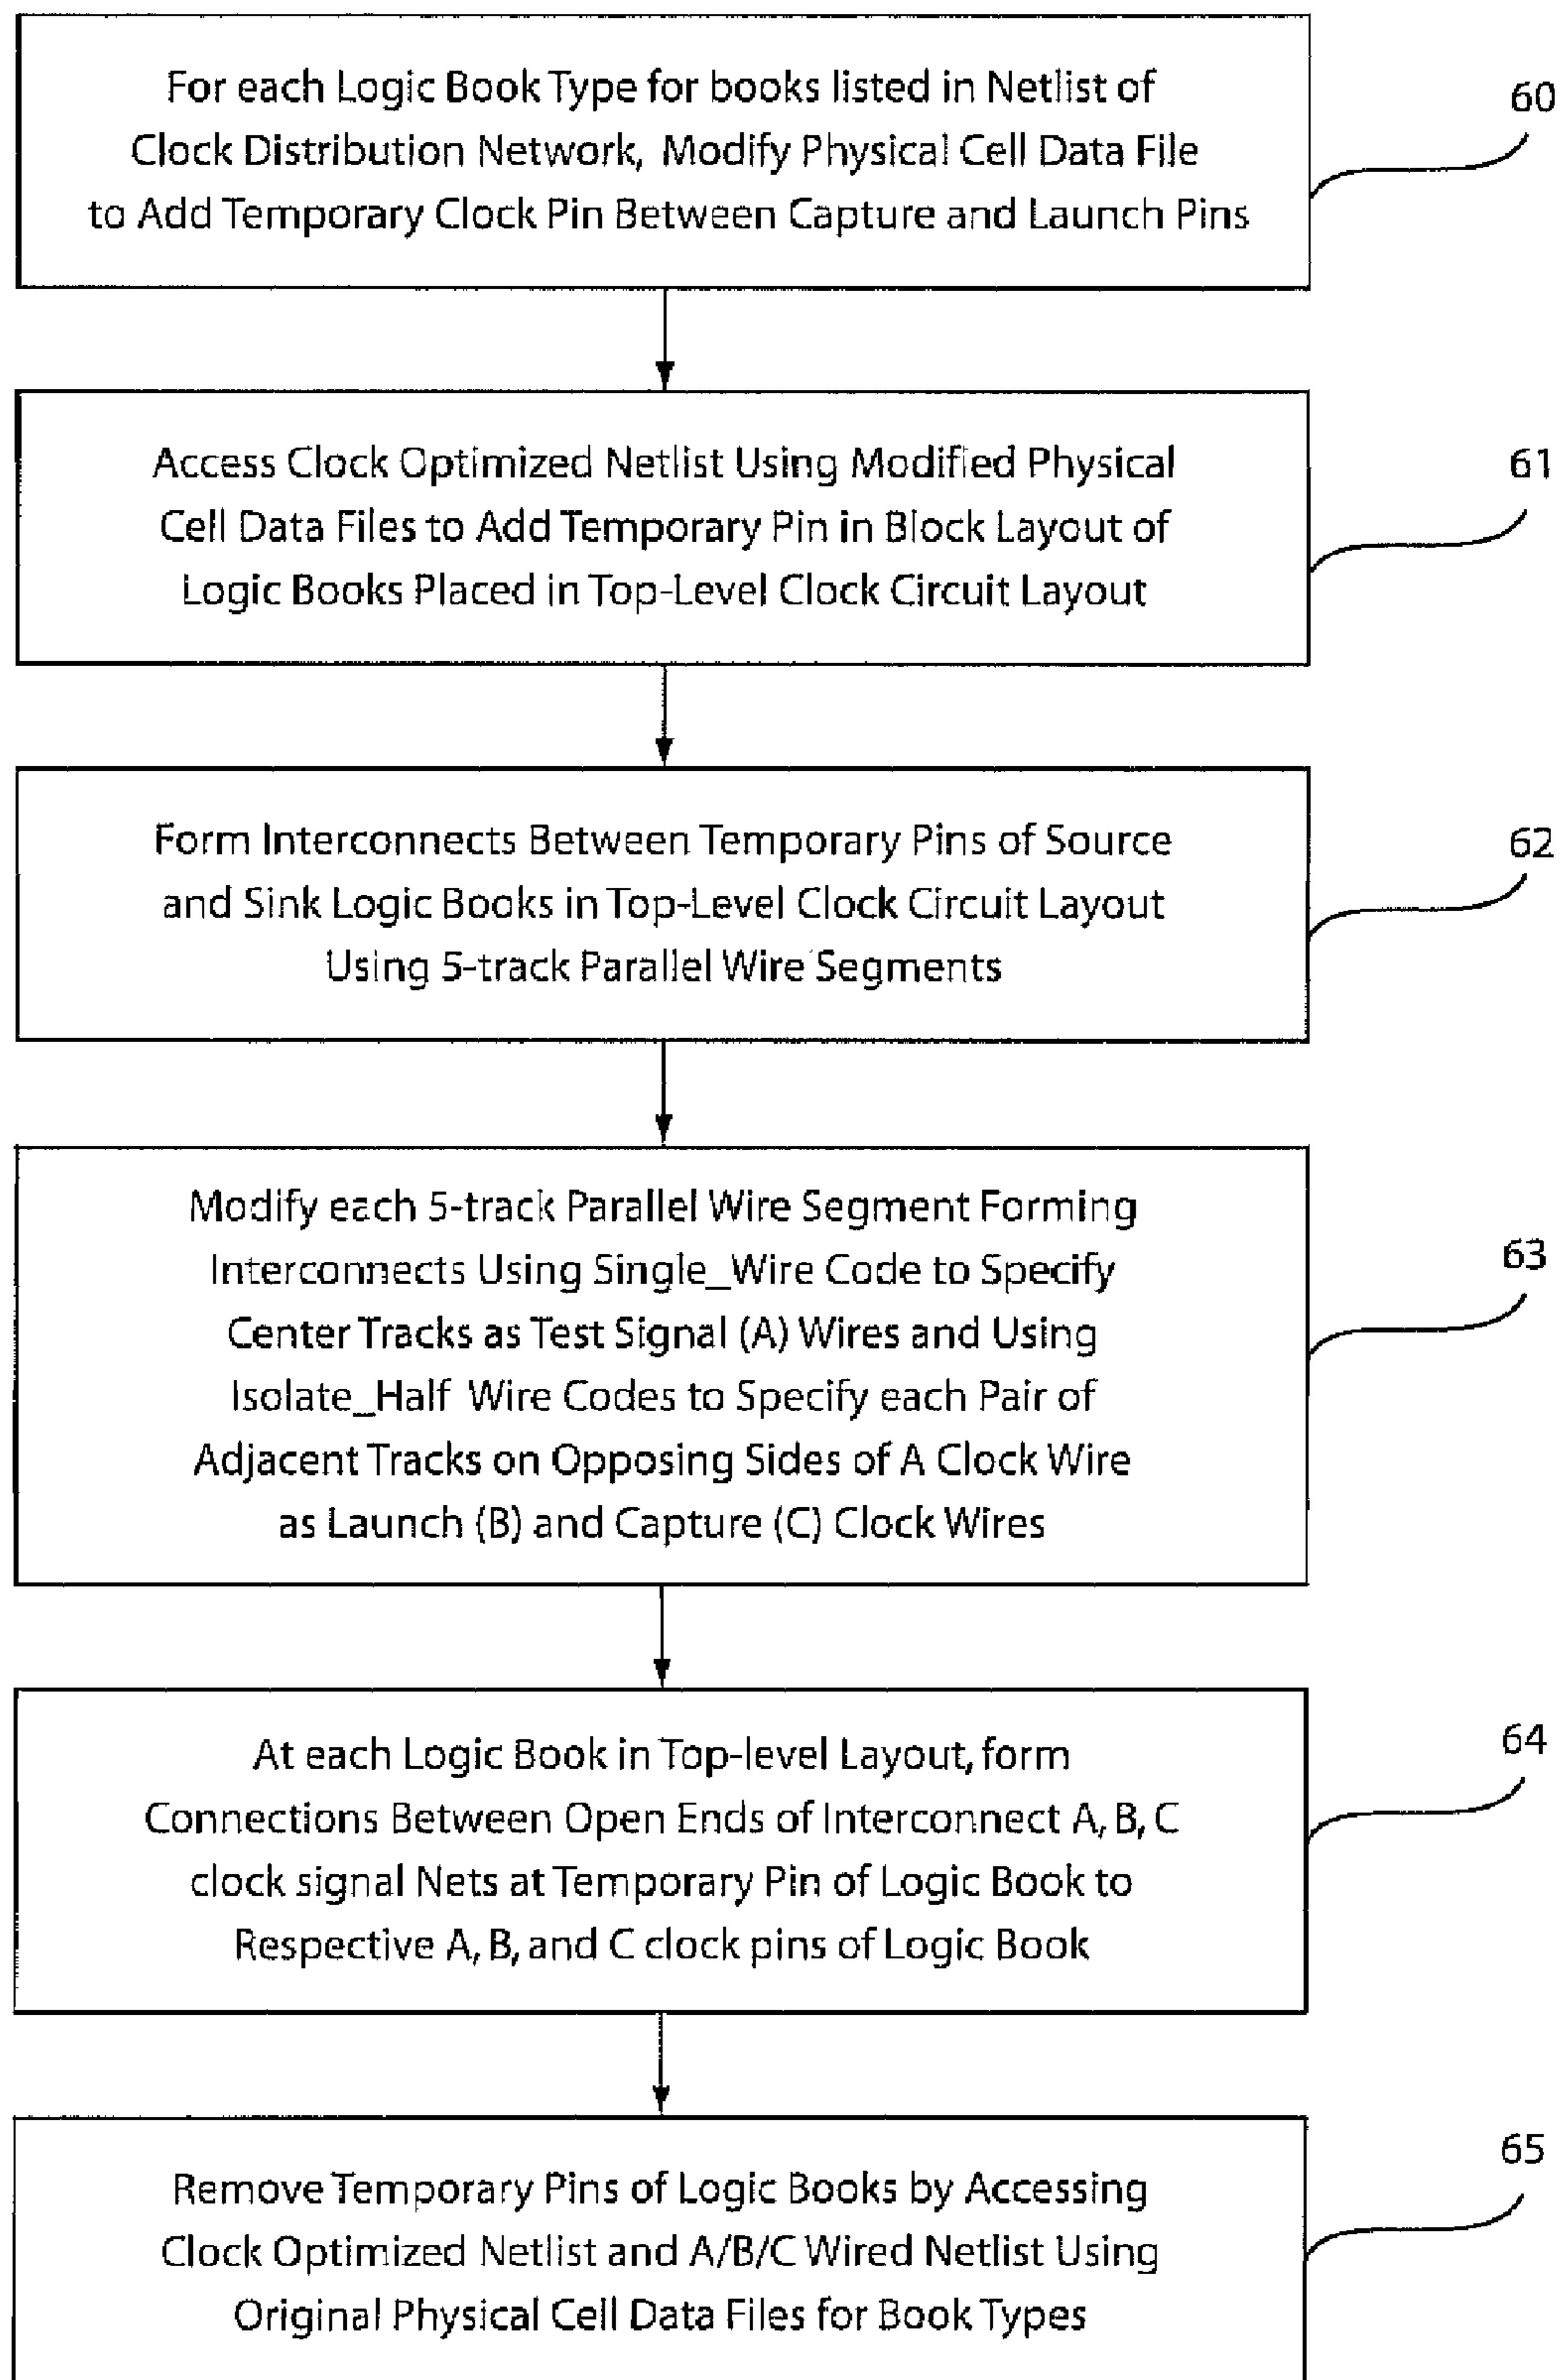 For each Logic Book Type for books listed in Netlist of
Clock Distribution Network, Modify Physical Cell Data File
to Add Temporary Clock Pin Between Capture and Launch Pins
60
Access Clock Optimized Netlist Using Modified Physical
Cell Data Files to Add Temporary Pin in Block Layout of
Logic Books Placed in Top-Level Clock Circuit Layout
61
Form Interconnects Between Temporary Pins of Source
and Sink Logic Books in Top-Level Clock Circuit Layout
Using 5-track Parallel Wire Segments
62
Modify each 5-track Parallel Wire Segment Forming
Interconnects Using Single_Wire Code to Specify
Center Tracks as Test Signal (A) Wires and Using
Isolate_Half Wire Codes to Specify each Pair of
Adjacent Tracks on Opposing Sides of A Clock Wire
as Launch (B) and Capture (C) Clock Wires
63
At each Logic Book in Top-level Layout, form
Connections Between Open Ends of Interconnect A, B, C
clock signal Nets at Temporary Pin of Logic Book to
Respective A, B, and C clock pins of Logic Book
64
Remove Temporary Pins of Logic Books by Accessing
Clock Optimized Netlist and A/B/C Wired Netlist Using
Original Physical Cell Data Files for Book Types
65